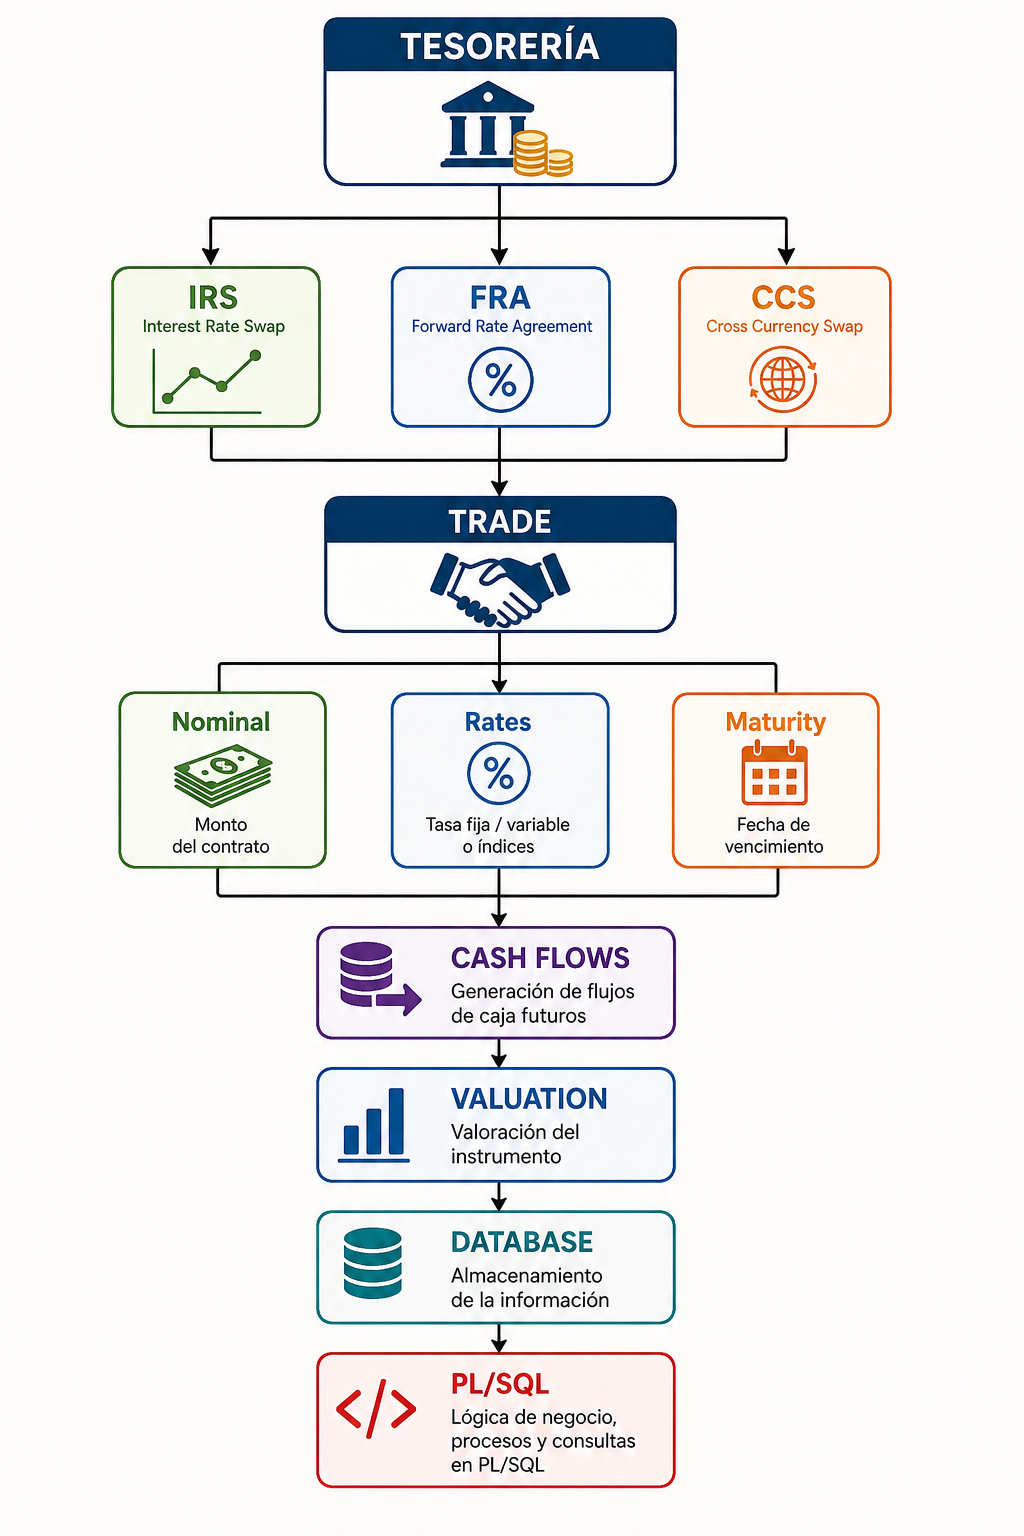 TESORERÍA
IRS
Interest Rate Swap
FRA
Forward Rate Agreement
%
CCS
Cross Currency Swap
TRADE
Nominal
$
Monto
del contrato
Rates
%
Tasa fija / variable
o índices
Maturity
Fecha de
vencimiento
CASH FLOWS
Generación de flujos
de caja futuros
VALUATION
Valoración del
instrumento
DATABASE
Almacenamiento
de la información
</>
PL/SQL
Lógica de negocio,
procesos y consultas
en PL/SQL